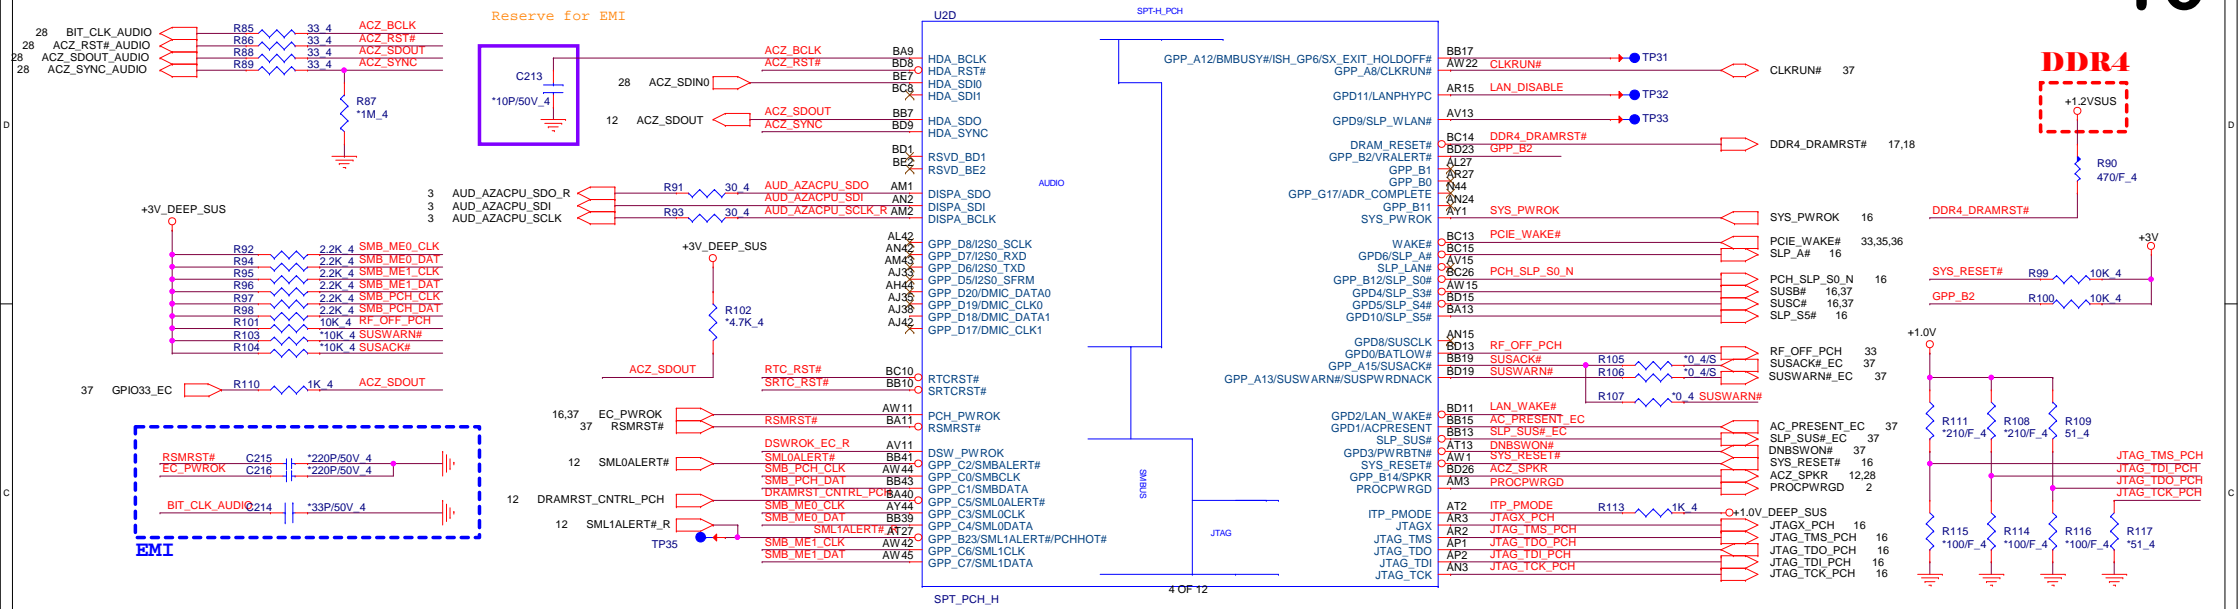 Reserve for EMI
28 BIT_CLK_AUDIO R85 33_4 ACZ_BCLK
28 ACZ_RST#_AUDIO R86 33_4 ACZ_RST#
28 ACZ_SDOUT_AUDIO R88 33_4 ACZ_SDOUT
28 ACZ_SYNC_AUDIO R89 33_4 ACZ_SYNC
R87
*1M_4
C213
*10P/50V_4
D
C
+3V_DEEP_SUS
R92 2.2K_4 SMB_ME0_CLK
R94 2.2K_4 SMB_ME0_DAT
R95 2.2K_4 SMB_ME1_CLK
R96 2.2K_4 SMB_ME1_DAT
R97 2.2K_4 SMB_PCH_CLK
R98 2.2K_4 SMB_PCH_DAT
R101 10K_4 RF_OFF_PCH
R103 *10K_4 SUSWARN#
R104 *10K_4 SUSACK#
37 GPIO33_EC R110 1K_4 ACZ_SDOUT
RSMRST# C215 *220P/50V_4
EC_PWROK C216 *220P/50V_4
BIT_CLK_AUDIO C214 *33P/50V_4
EMI
+3V_DEEP_SUS
R102
*4.7K_4
ACZ_SDOUT
U2D
SPT-H_PCH
ACZ_BCLK BA9 HDA_BCLK
ACZ_RST# BD8 HDA_RST#
28 ACZ_SDIN0 BE7 HDA_SDI0
BC8 HDA_SDI1
12 ACZ_SDOUT ACZ_SDOUT BB7 HDA_SDO
ACZ_SYNC BD9 HDA_SYNC
BD1 RSVD_BD1
BE2 RSVD_BE2
AUDIO
3 AUD_AZACPU_SDO_R R91 30_4 AUD_AZACPU_SDO AM1 DISPA_SDO
3 AUD_AZACPU_SDI AUD_AZACPU_SDI AN2 DISPA_SDI
3 AUD_AZACPU_SCLK R93 30_4 AUD_AZACPU_SCLK_R AM2 DISPA_BCLK
AL42 GPP_D8/I2S0_SCLK
AN42 GPP_D7/I2S0_RXD
AM43 GPP_D6/I2S0_TXD
AJ33 GPP_D5/I2S0_SFRM
AH44 GPP_D20/DMIC_DATA0
AJ35 GPP_D19/DMIC_CLK0
AJ38 GPP_D18/DMIC_DATA1
AJ42 GPP_D17/DMIC_CLK1
RTC_RST# BC10 RTCRST#
SRTC_RST# BB10 SRTCRST#
16,37 EC_PWROK AW11 PCH_PWROK
37 RSMRST# RSMRST# BA11 RSMRST#
DSWROK_EC_R AV11 DSW_PWROK
12 SML0ALERT# SML0ALERT# BB41 GPP_C2/SMBALERT#
SMB_PCH_CLK AW44 GPP_C0/SMBCLK
SMB_PCH_DAT BB43 GPP_C1/SMBDATA
12 DRAMRST_CNTRL_PCH DRAMRST_CNTRL_PCH BA40 GPP_C5/SML0ALERT#
SMB_ME0_CLK AY44 GPP_C3/SML0CLK
SMB_ME0_DAT BB39 GPP_C4/SML0DATA
12 SML1ALERT#_R SML1ALERT#_R AT27 GPP_B23/SML1ALERT#/PCHHOT#
TP35
SMB_ME1_CLK AW42 GPP_C6/SML1CLK
SMB_ME1_DAT AW45 GPP_C7/SML1DATA
SMBUS
JTAG
4 OF 12
SPT_PCH_H
GPP_A12/BMBUSY#/ISH_GP6/SX_EXIT_HOLDOFF# BB17 TP31
GPP_A8/CLKRUN# AW22 CLKRUN# CLKRUN# 37
GPD11/LANPHYPC AR15 LAN_DISABLE TP32
GPD9/SLP_WLAN# AV13 TP33
DRAM_RESET# BC14 DDR4_DRAMRST# DDR4_DRAMRST# 17,18
GPP_B2/VRALERT# BD23 GPP_B2
GPP_B1 AL27
GPP_B0 AR27
GPP_G17/ADR_COMPLETE N44
GPP_B11 AN24
SYS_PWROK AY1 SYS_PWROK SYS_PWROK 16
WAKE# BC13 PCIE_WAKE# PCIE_WAKE# 33,35,36
GPD6/SLP_A# BC15 SLP_A# 16
SLP_LAN# AV15
GPP_B12/SLP_S0# BC26 PCH_SLP_S0_N PCH_SLP_S0_N 16
GPD4/SLP_S3# AW15 SUSB# 16,37
GPD5/SLP_S4# BD15 SUSC# 16,37
GPD10/SLP_S5# BA13 SLP_S5# 16
GPD8/SUSCLK AN15
GPD0/BATLOW# BD13 RF_OFF_PCH RF_OFF_PCH 33
GPP_A15/SUSACK# BB19 SUSACK# R105 *0_4/S SUSACK#_EC 37
GPP_A13/SUSWARN#/SUSPWRDNACK BD19 SUSWARN# R106 *0_4/S SUSWARN#_EC 37
R107 *0_4 SUSWARN#
GPD2/LAN_WAKE# BD11 LAN_WAKE#
GPD1/ACPRESENT BB15 AC_PRESENT_EC AC_PRESENT_EC 37
SLP_SUS# BB13 SLP_SUS#_EC SLP_SUS#_EC 37
GPD3/PWRBTN# AT13 DNBSWON# DNBSWON# 37
SYS_RESET# AW1 SYS_RESET# SYS_RESET# 16
GPP_B14/SPKR BD26 ACZ_SPKR ACZ_SPKR 12,28
PROCPWRGD AM3 PROCPWRGD PROCPWRGD 2
ITP_PMODE AT2 ITP_PMODE R113 1K_4 +1.0V_DEEP_SUS
JTAGX AR3 JTAGX_PCH JTAGX_PCH 16
JTAG_TMS AR2 JTAG_TMS_PCH JTAG_TMS_PCH 16
JTAG_TDO AP1 JTAG_TDO_PCH JTAG_TDO_PCH 16
JTAG_TDI AP2 JTAG_TDI_PCH JTAG_TDI_PCH 16
JTAG_TCK AN3 JTAG_TCK_PCH JTAG_TCK_PCH 16
DDR4
+1.2VSUS
R90
470/F_4
DDR4_DRAMRST#
+3V
SYS_RESET# R99 10K_4
GPP_B2 R100 10K_4
+1.0V
R111 R108 R109
*210/F_4 *210/F_4 51_4
JTAG_TMS_PCH
JTAG_TDI_PCH
JTAG_TDO_PCH
JTAG_TCK_PCH
R115 R114 R116 R117
*100/F_4 *100/F_4 *100/F_4 *51_4
D
C